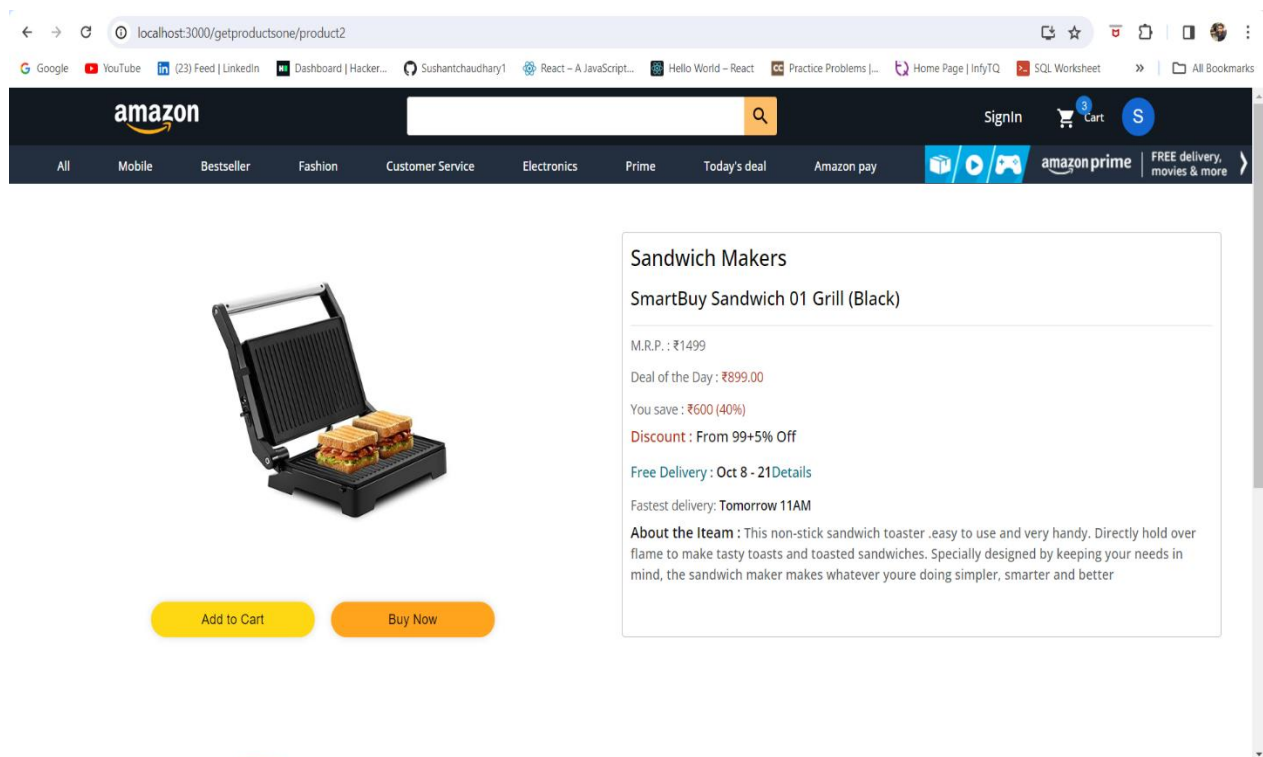 localhost:3000/getproductsone/product2
Google YouTube (23) Feed | LinkedIn Dashboard | Hacker... Sushantchaudhary1 React – A JavaScript... Hello World – React Practice Problems |... Home Page | InfyTQ SQL Worksheet » All Bookmarks
amazon SignIn 3 Cart S
All Mobile Bestseller Fashion Customer Service Electronics Prime Today's deal Amazon pay amazon prime FREE delivery,
movies & more
Sandwich Makers
SmartBuy Sandwich 01 Grill (Black)
M.R.P. : ₹1499
Deal of the Day : ₹899.00
You save : ₹600 (40%)
Discount : From 99+5% Off
Free Delivery : Oct 8 - 21Details
Fastest delivery: Tomorrow 11AM
About the Iteam : This non-stick sandwich toaster .easy to use and very handy. Directly hold over
flame to make tasty toasts and toasted sandwiches. Specially designed by keeping your needs in
mind, the sandwich maker makes whatever youre doing simpler, smarter and better
Add to Cart Buy Now